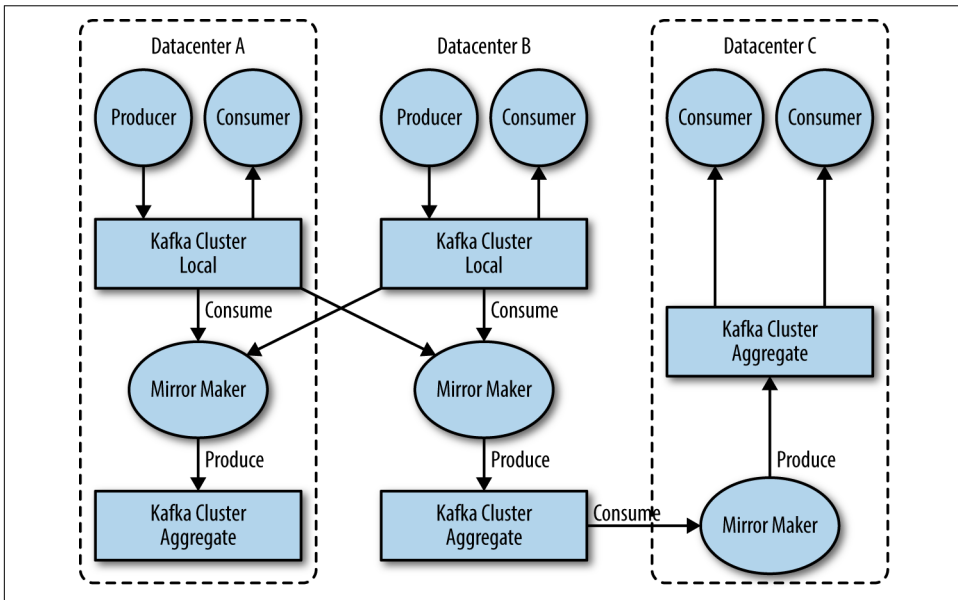 Datacenter A
Producer
Consumer
Kafka Cluster
Local
Consume
Mirror Maker
Produce
Kafka Cluster
Aggregate
Datacenter B
Producer
Consumer
Kafka Cluster
Local
Consume
Mirror Maker
Produce
Kafka Cluster
Aggregate
Consume
Datacenter C
Consumer
Consumer
Kafka Cluster
Aggregate
Produce
Mirror Maker